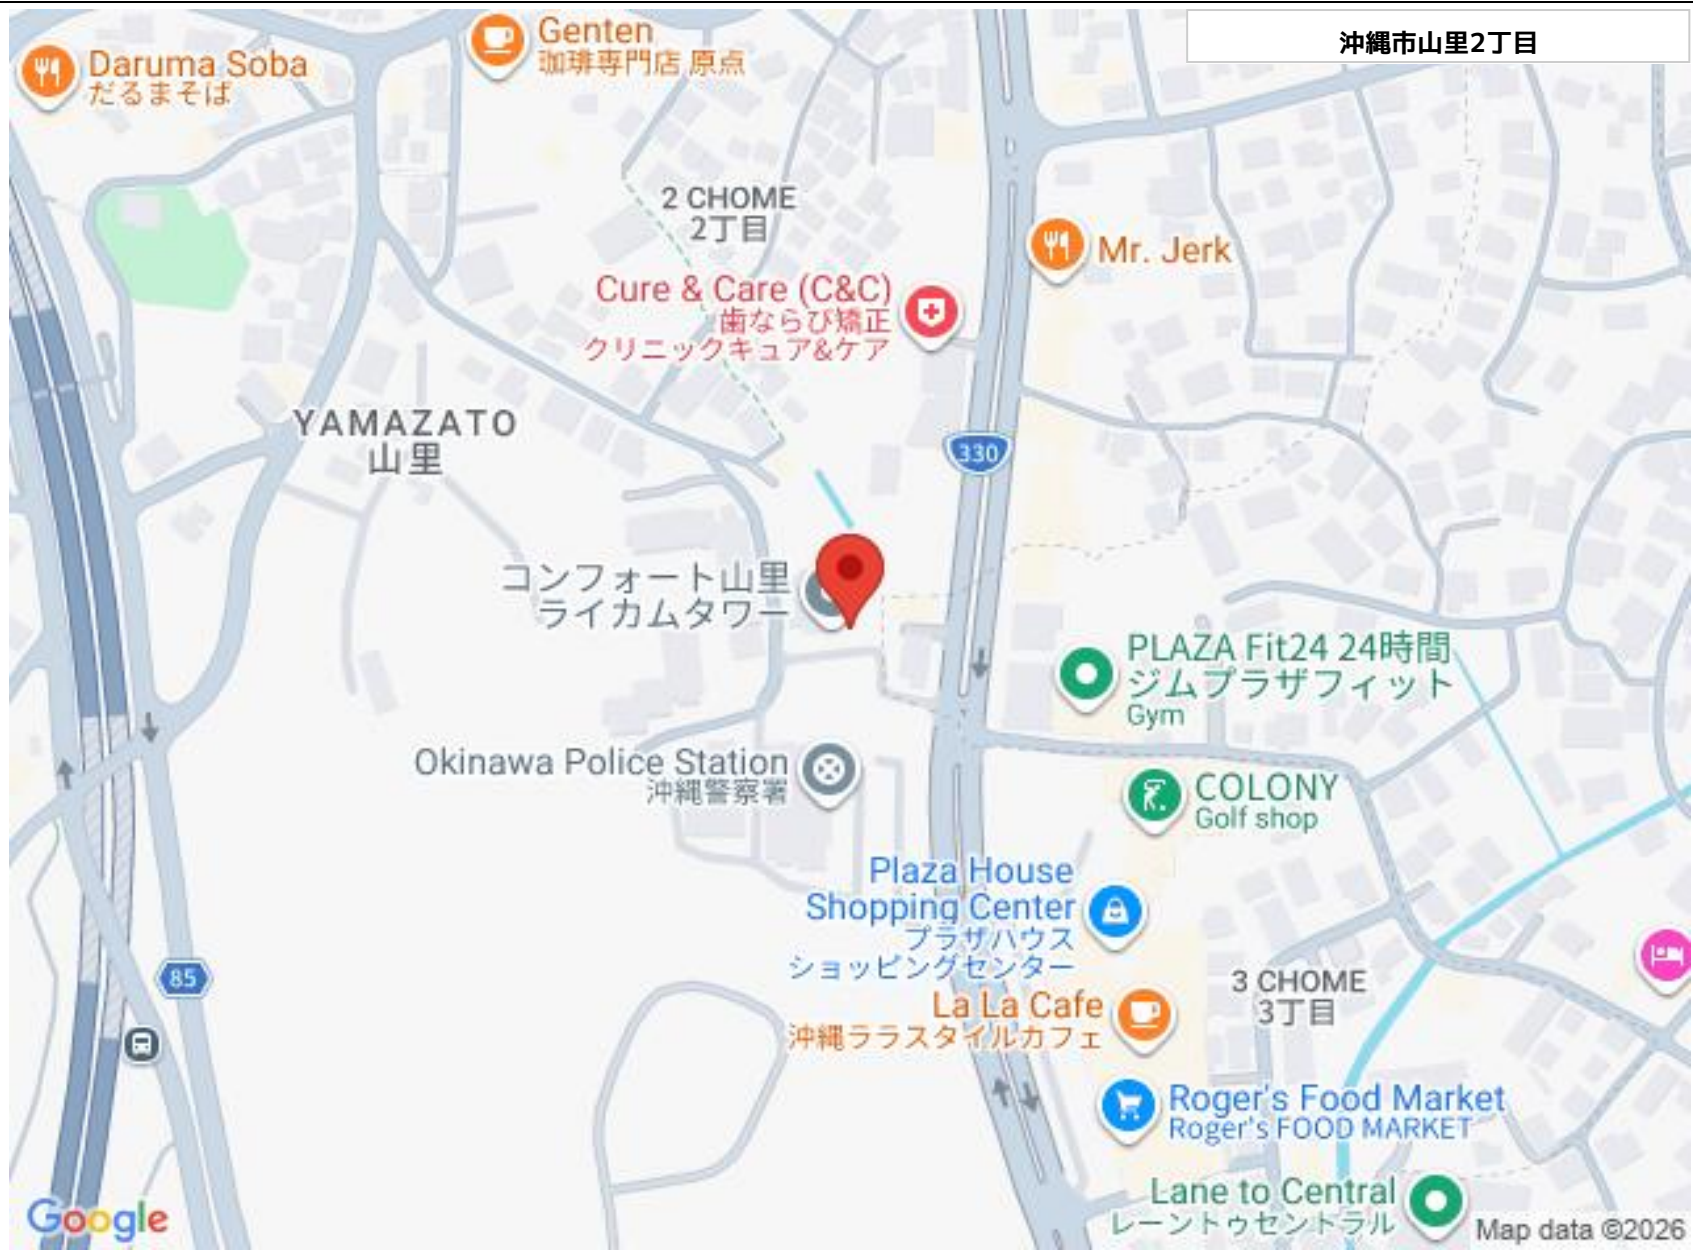 沖縄市山里2丁目
Genten
珈琲専門店 原点
Daruma Soba
だるまそば
2 CHOME
2丁目
Mr. Jerk
Cure & Care (C&C)
歯ならび矯正
クリニックキュア&ケア
YAMAZATO
山里
330
コンフォート山里
ライカムタワー
PLAZA Fit24 24時間
ジムプラザフィット
Gym
Okinawa Police Station
沖縄警察署
COLONY
Golf shop
Plaza House
Shopping Center
プラザハウス
ショッピングセンター
85
3 CHOME
3丁目
La La Cafe
沖縄ララスタイルカフェ
Roger's Food Market
Roger's FOOD MARKET
Lane to Central
レーントゥセントラル
Google
Map data ©2026